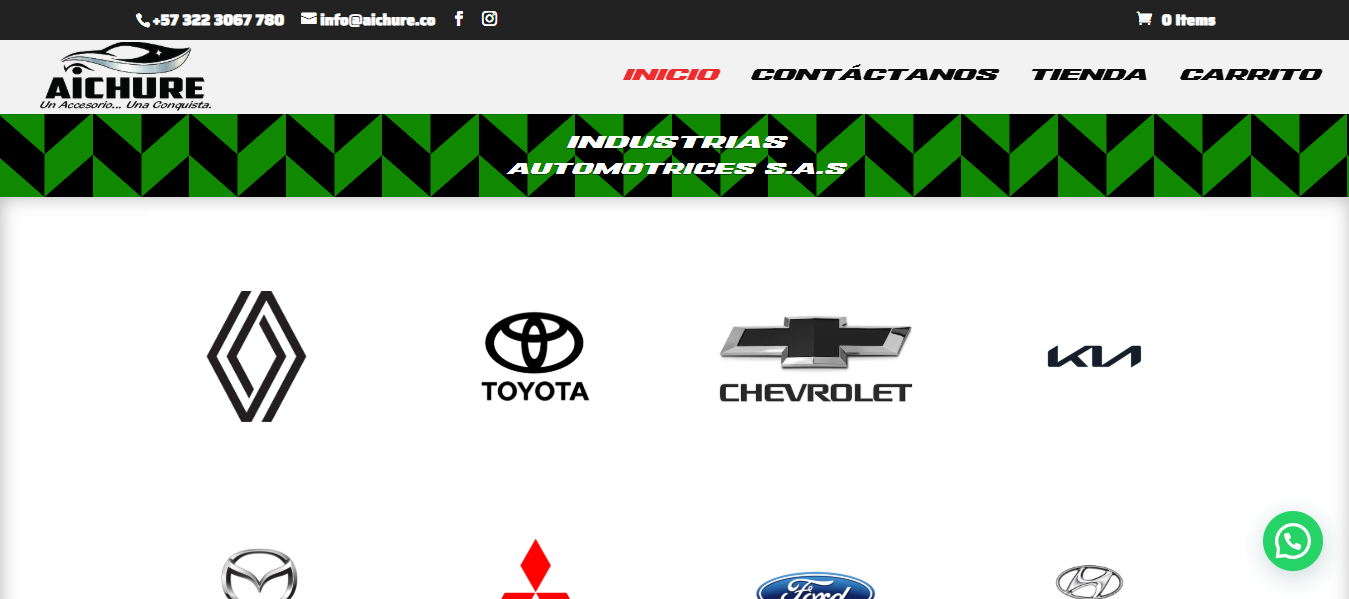 +57 322 3067 780 info@aichure.co 0 Items
AICHURE
Un Accesorio... Una Conquista.
INICIO CONTÁCTANOS TIENDA CARRITO
INDUSTRIAS
AUTOMOTRICES S.A.S
TOYOTA CHEVROLET KIA
Ford